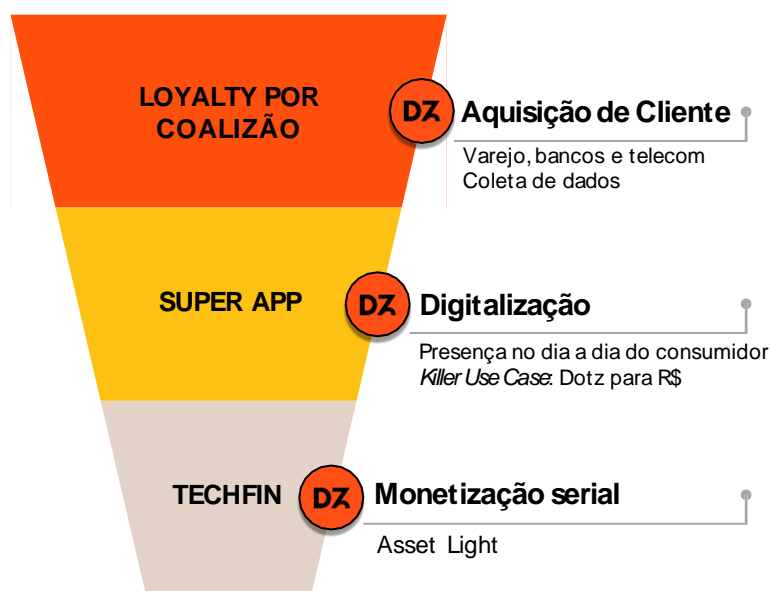 LOYALTY POR
COALIZÃO
DZ
Aquisição de Cliente
Varejo, bancos e telecom
Coleta de dados
SUPER APP
DZ
Digitalização
Presença no dia a dia do consumidor
Killer Use Case: Dotz para R$
TECHFIN
DZ
Monetização serial
Asset Light